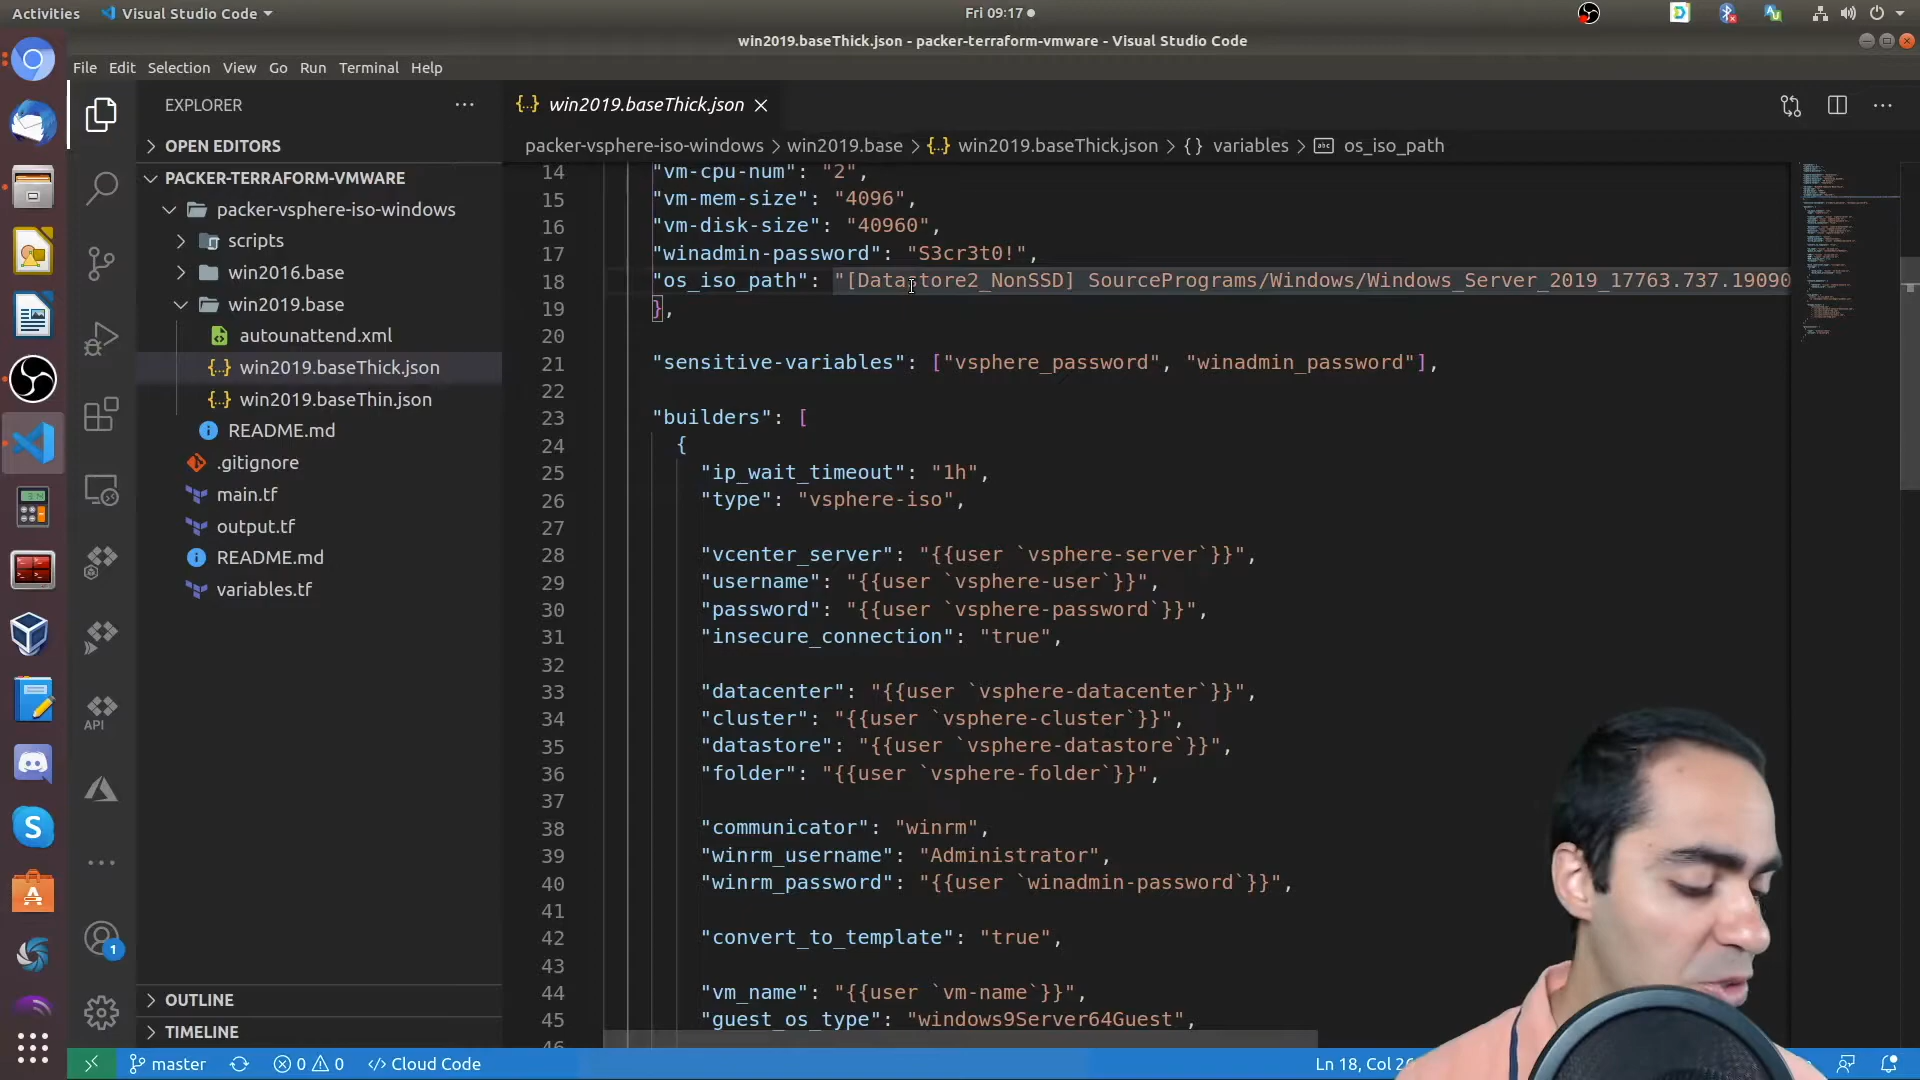 Activities
Visual Studio Code
Fri 09:17
win2019.baseThick.json - packer-terraform-vmware - Visual Studio Code
File Edit Selection View Go Run Terminal Help
EXPLORER
OPEN EDITORS
PACKER-TERRAFORM-VMWARE
packer-vsphere-iso-windows
scripts
win2016.base
win2019.base
autounattend.xml
win2019.baseThick.json
win2019.baseThin.json
README.md
.gitignore
main.tf
output.tf
README.md
variables.tf
OUTLINE
TIMELINE
API
1
win2019.baseThick.json
packer-vsphere-iso-windows > win2019.base > win2019.baseThick.json > {} variables > os_iso_path
14 "vm-cpu-num": "2",
15 "vm-mem-size": "4096",
16 "vm-disk-size": "40960",
17 "winadmin-password": "S3cr3t0!",
18 "os_iso_path": "[Datastore2_NonSSD] SourcePrograms/Windows/Windows_Server_2019_17763.737.19090
19 },
20
21 "sensitive-variables": ["vsphere_password", "winadmin_password"],
22
23 "builders": [
24 {
25 "ip_wait_timeout": "1h",
26 "type": "vsphere-iso",
27
28 "vcenter_server": "{{user `vsphere-server`}}",
29 "username": "{{user `vsphere-user`}}",
30 "password": "{{user `vsphere-password`}}",
31 "insecure_connection": "true",
32
33 "datacenter": "{{user `vsphere-datacenter`}}",
34 "cluster": "{{user `vsphere-cluster`}}",
35 "datastore": "{{user `vsphere-datastore`}}",
36 "folder": "{{user `vsphere-folder`}}",
37
38 "communicator": "winrm",
39 "winrm_username": "Administrator",
40 "winrm_password": "{{user `winadmin-password`}}",
41
42 "convert_to_template": "true",
43
44 "vm_name": "{{user `vm-name`}}",
45 "guest_os_type": "windows9Server64Guest",
master
0 0
Cloud Code
Ln 18, Col